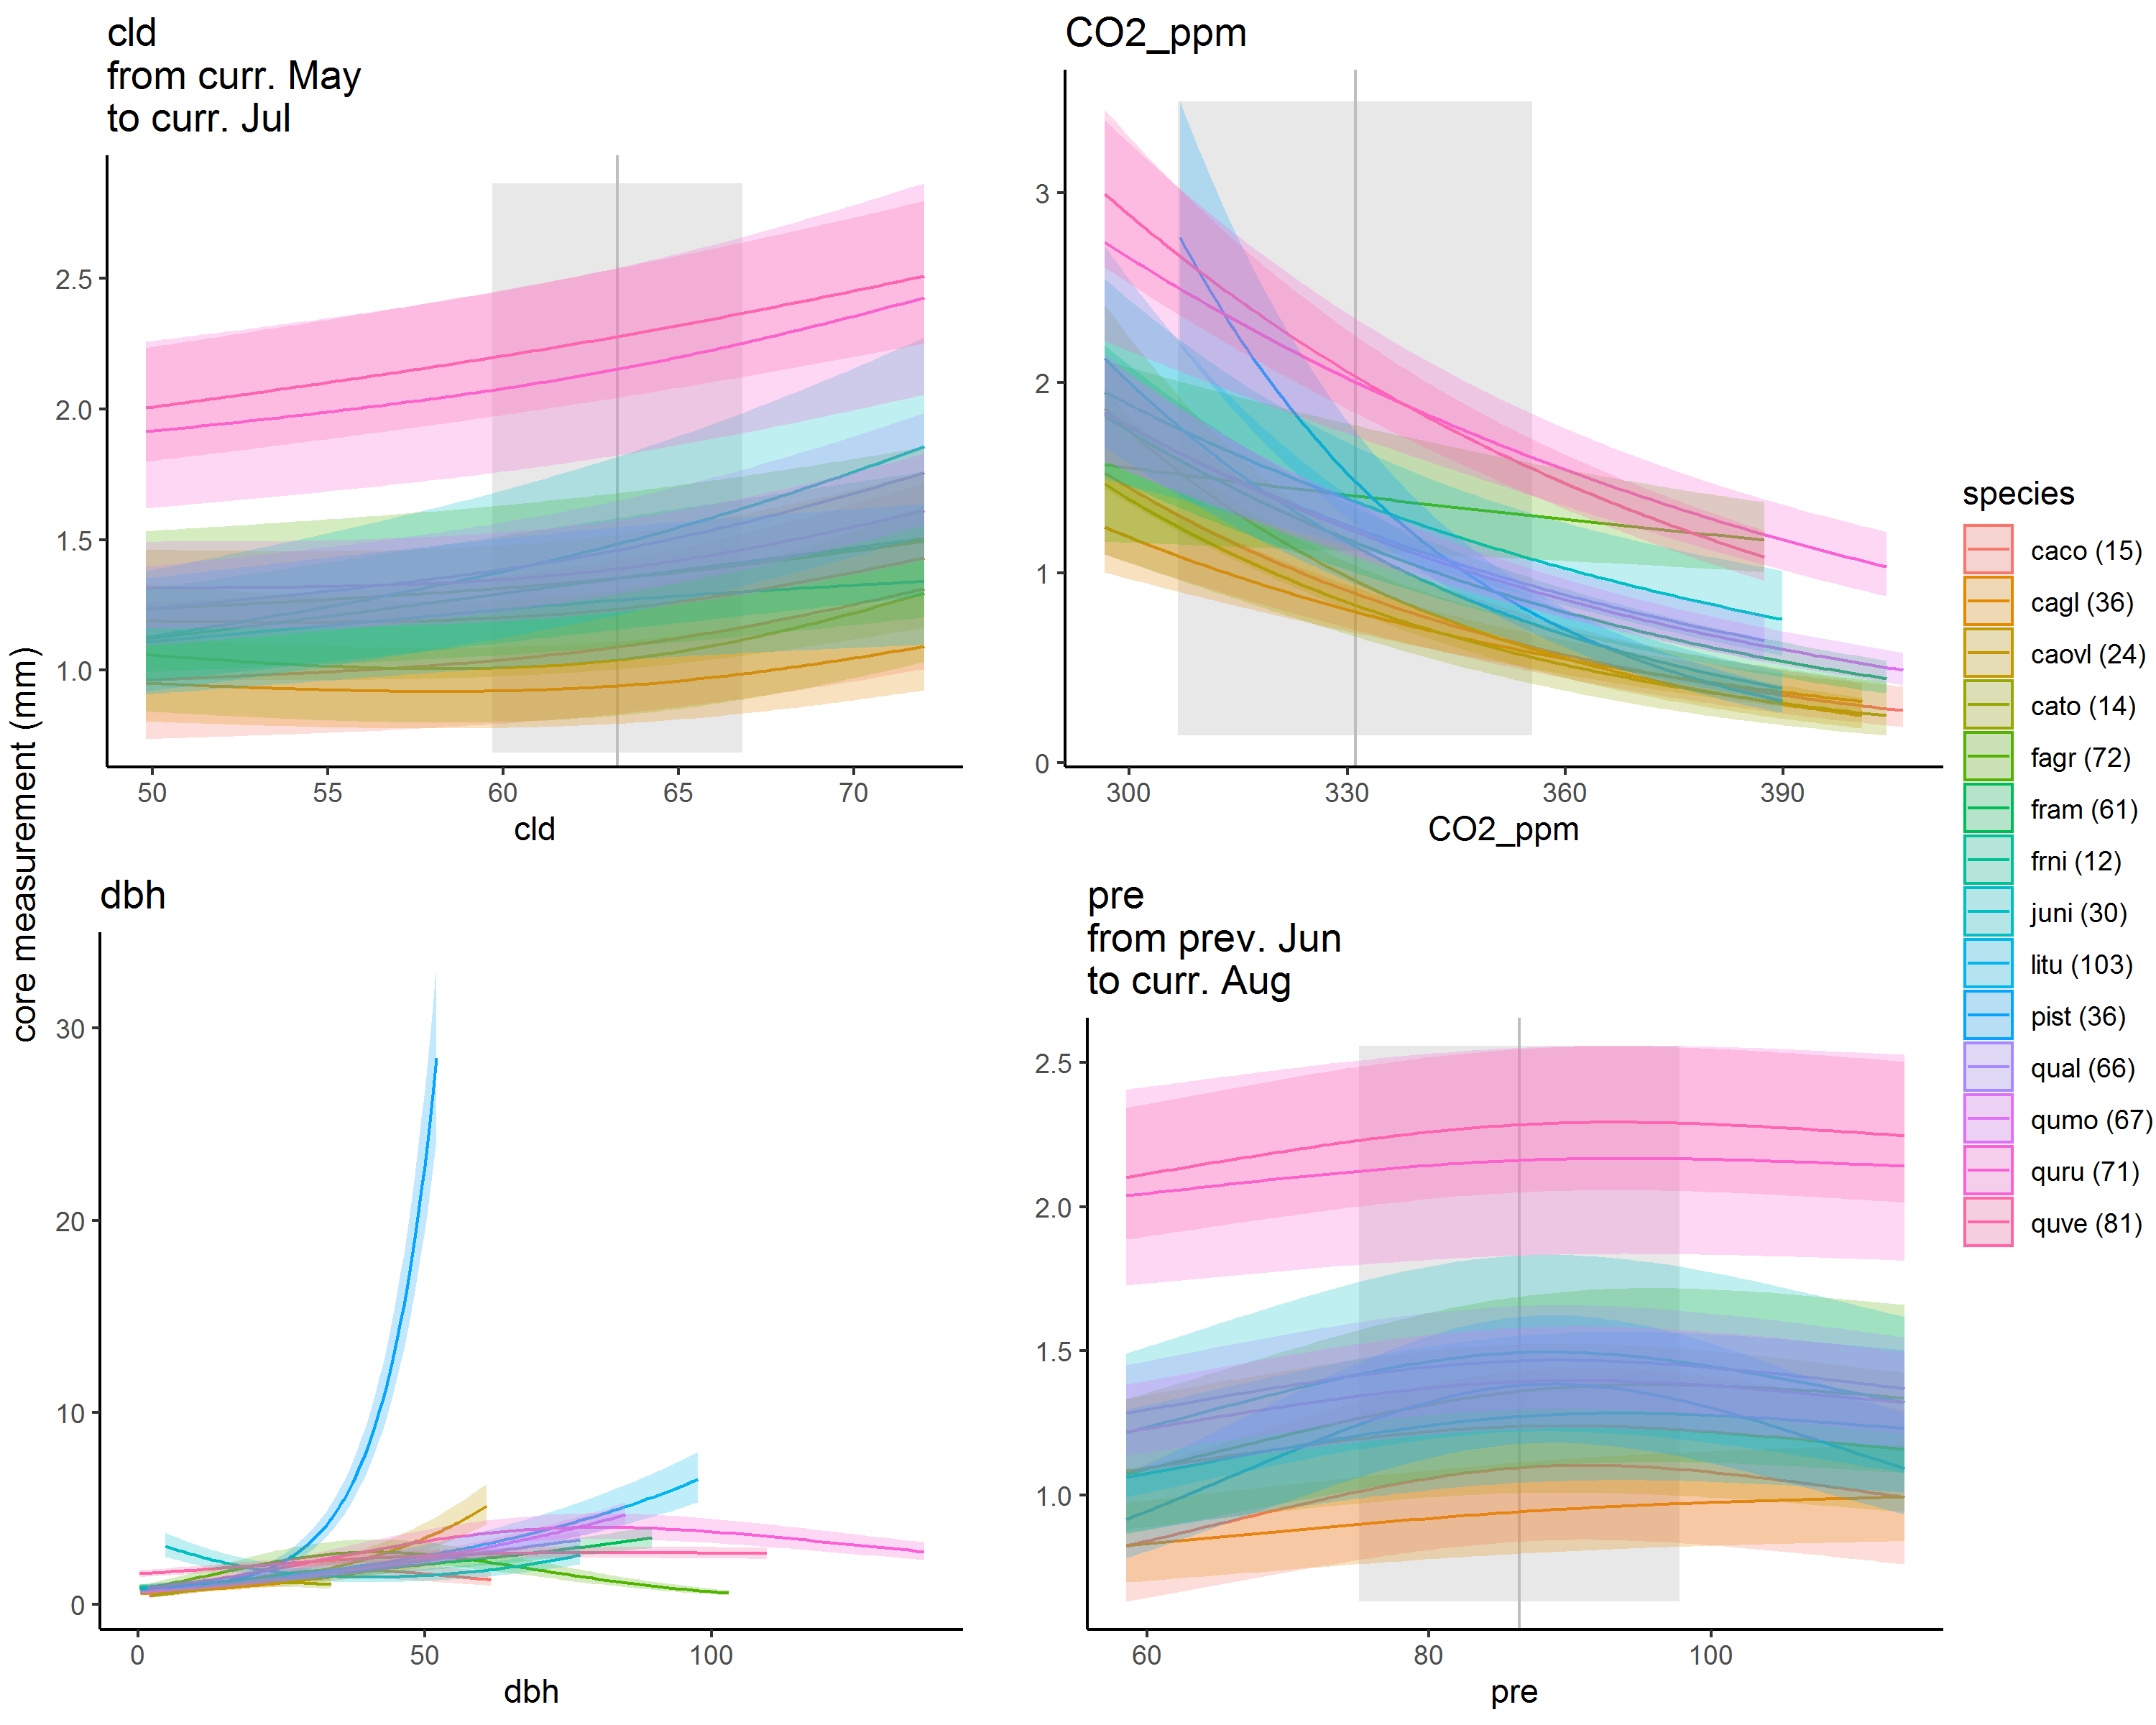 cld
from curr. May
to curr. Jul
2.5
2.0
1.5
1.0
50 55 60 65 70
cld
CO2_ppm
3
2
1
0
300 330 360 390
CO2_ppm
core measurement (mm)
dbh
30
20
10
0
0 50 100
dbh
pre
from prev. Jun
to curr. Aug
2.5
2.0
1.5
1.0
60 80 100
pre
species
caco (15)
cagl (36)
caovl (24)
cato (14)
fagr (72)
fram (61)
frni (12)
juni (30)
litu (103)
pist (36)
qual (66)
qumo (67)
quru (71)
quve (81)